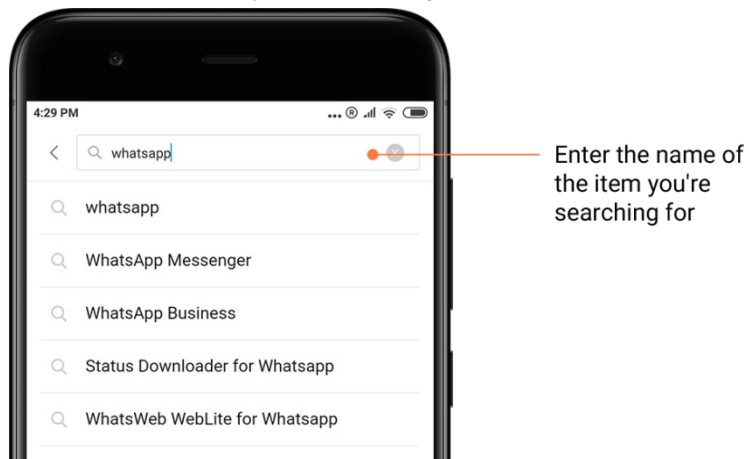 4:29 PM ... ®
whatsapp
whatsapp
WhatsApp Messenger
WhatsApp Business
Status Downloader for Whatsapp
WhatsWeb WebLite for Whatsapp
Enter the name of
the item you're
searching for